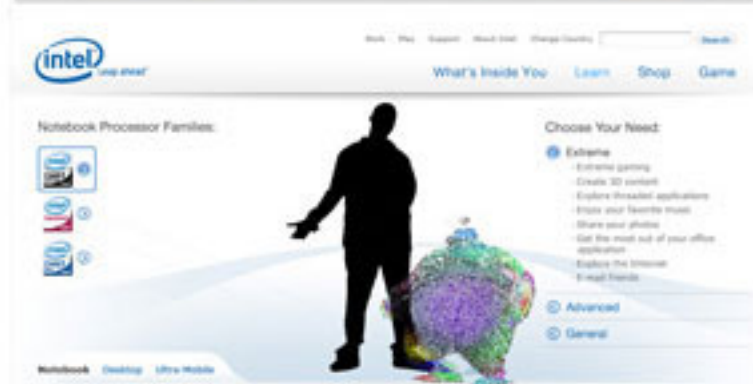 Work Play Support About Intel Change Country Search
intel
Leap ahead
What's Inside You Learn Shop Game
Notebook Processor Families:
Choose Your Need:
Extreme
Extreme gaming
Create 3D content
Explore threaded applications
Enjoy your favorite music
Share your photos
Get the most out of your office
application
Explore the Internet
E-mail friends
Advanced
General
Notebook Desktop Ultra Mobile